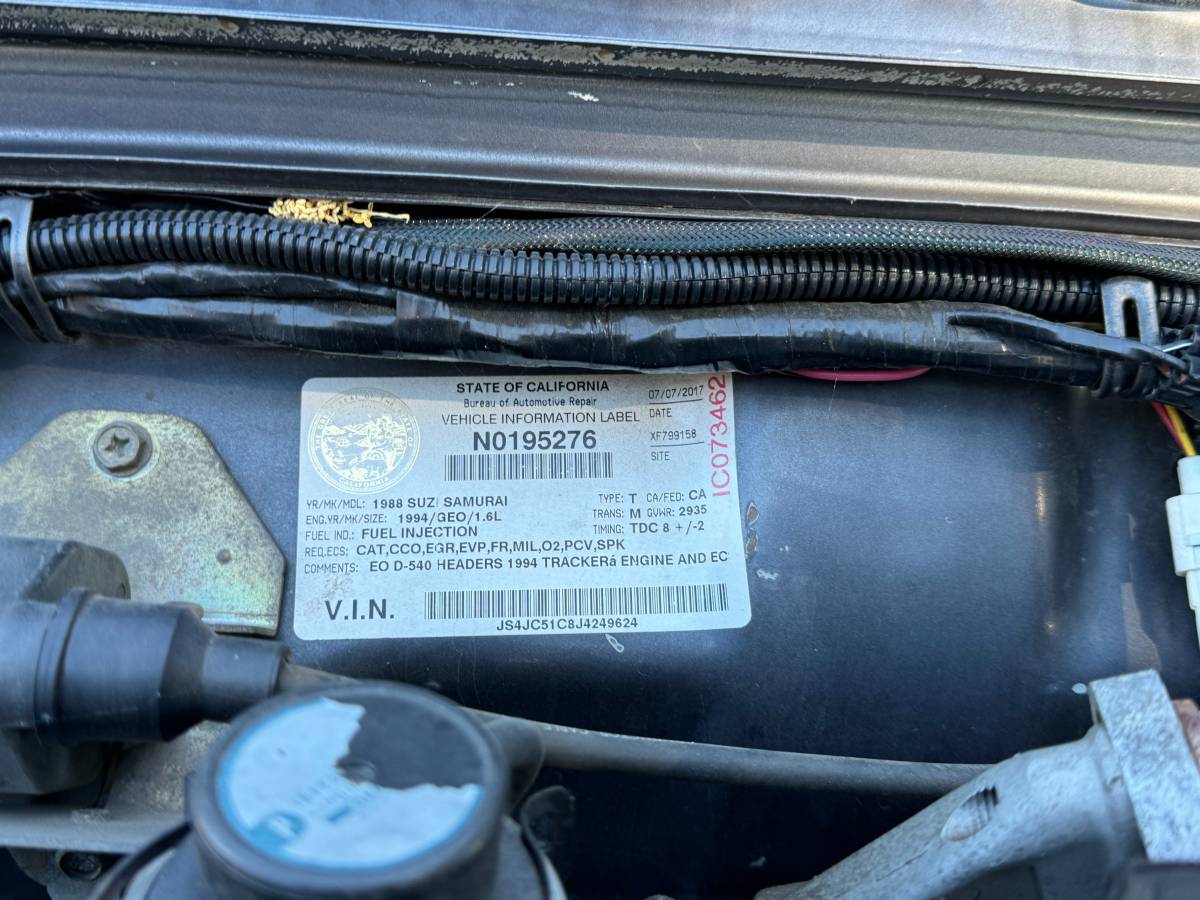 STATE OF CALIFORNIA
Bureau of Automotive Repair
VEHICLE INFORMATION LABEL
N0195276
07/07/2017
DATE
XF799158
SITE
IC073462
YR/MK/MDL: 1988 SUZI SAMURAI
TYPE: T CA/FED: CA
ENG.YR/MK/SIZE: 1994/GEO/1.6L
TRANS: M GVWR: 2935
FUEL IND.: FUEL INJECTION
TIMING: TDC 8 +/-2
REQ.ECS: CAT,CCO,EGR,EVP,FR,MIL,O2,PCV,SPK
COMMENTS: EO D-540 HEADERS 1994 TRACKERá ENGINE AND EC
V.I.N.
JS4JC51C8J4249624
CALIFORNIA